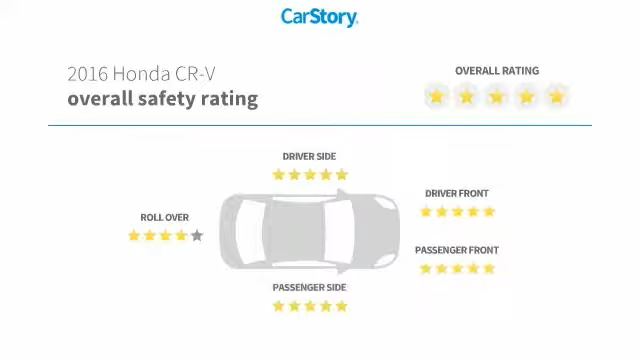 CarStory
2016 Honda CR-V
overall safety rating
OVERALL RATING
DRIVER SIDE
DRIVER FRONT
ROLL OVER
PASSENGER FRONT
PASSENGER SIDE